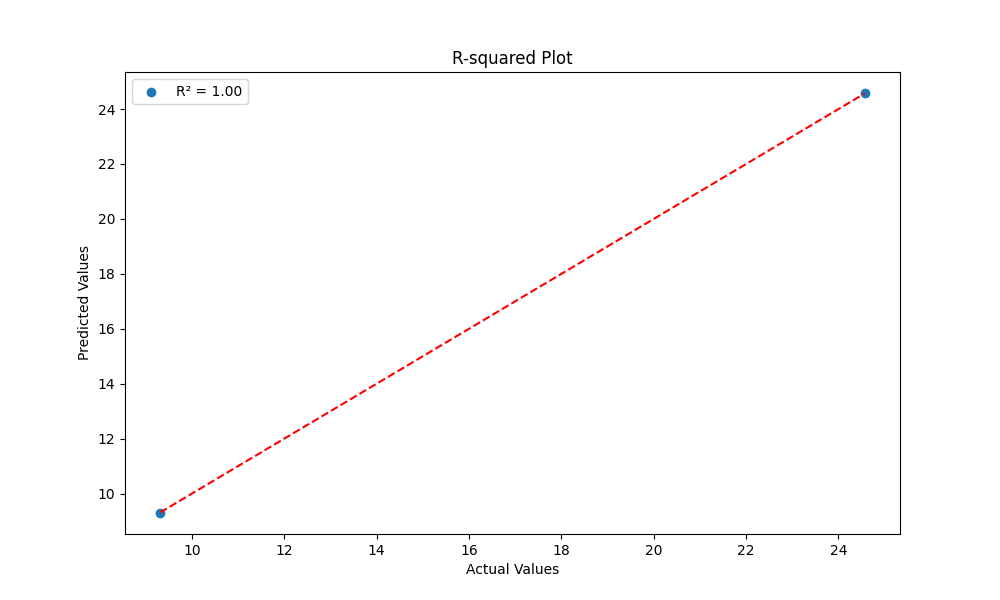 R-squared Plot
R² = 1.00
24
22
20
18
16
14
12
10
Predicted Values
10 12 14 16 18 20 22 24
Actual Values